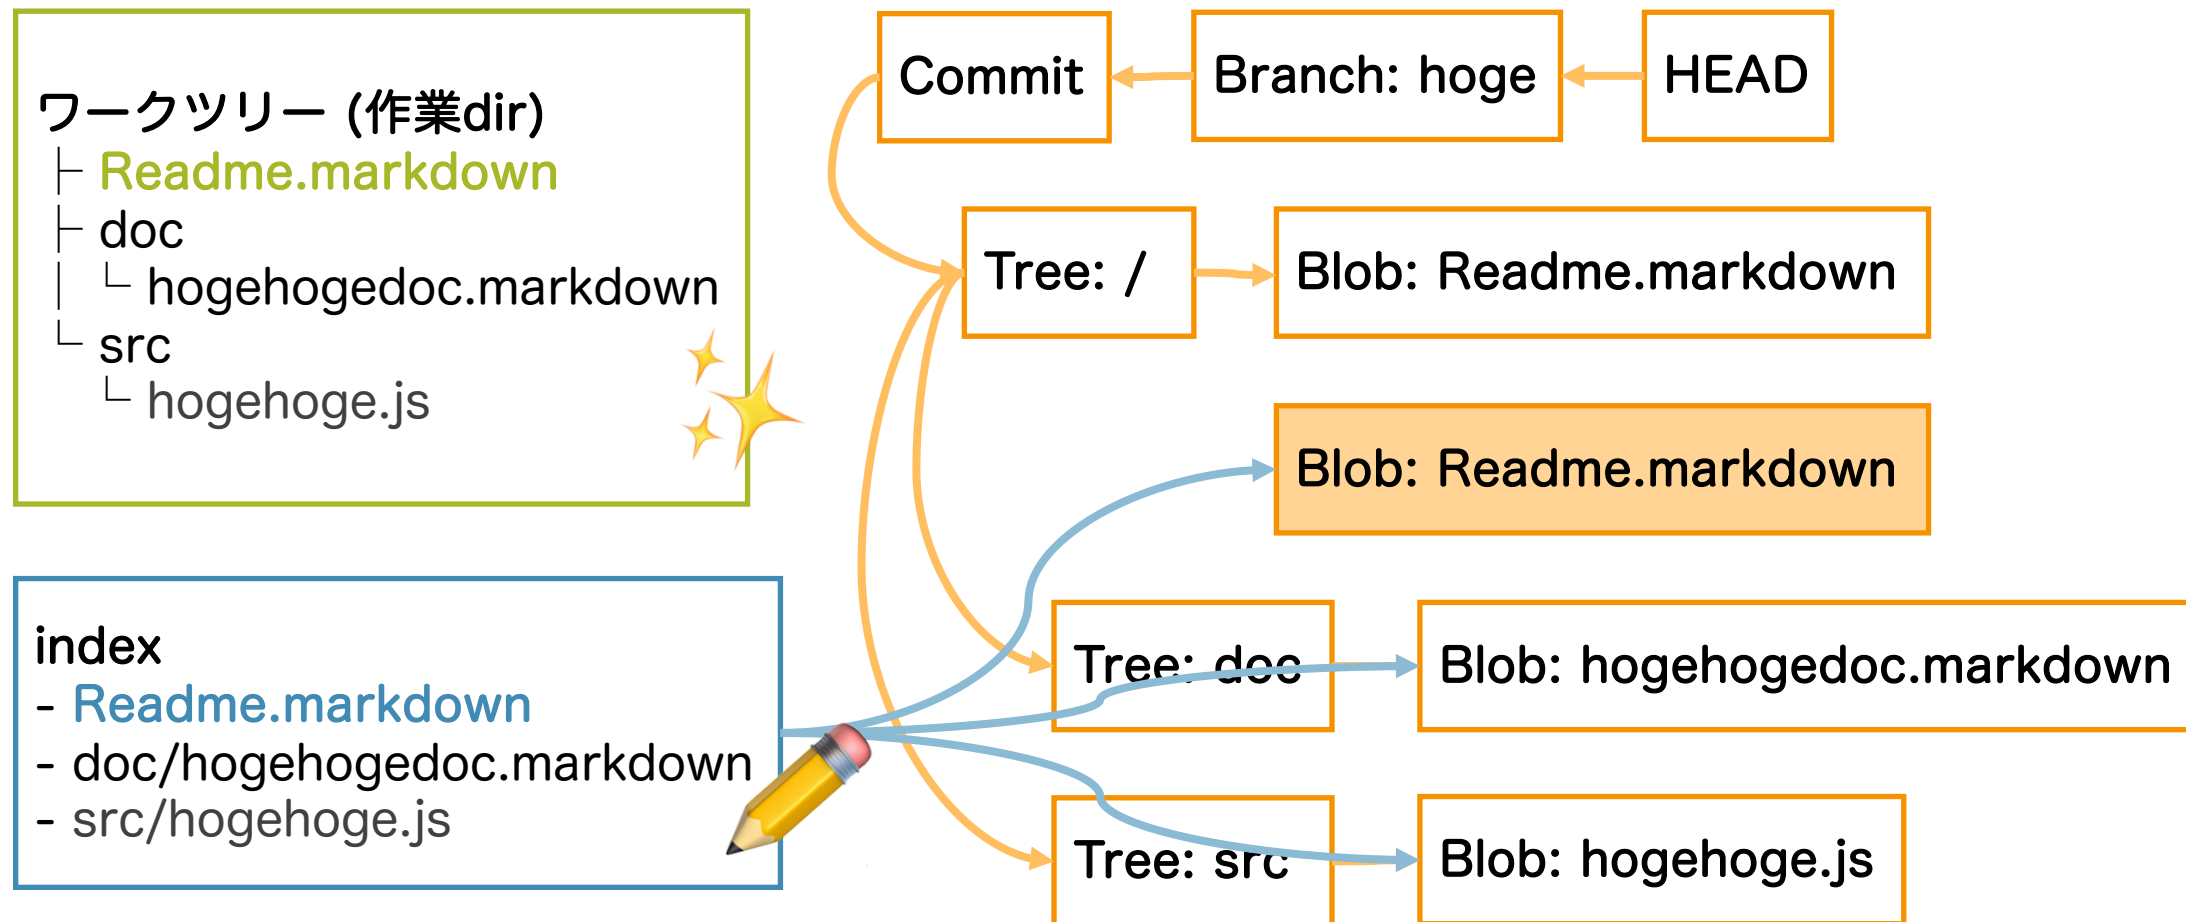 ワークツリー (作業dir)
├ Readme.markdown
├ doc
│ └ hogehogedoc.markdown
└ src
└ hogehoge.js
index
- Readme.markdown
- doc/hogehogedoc.markdown
- src/hogehoge.js
Commit
Branch: hoge
HEAD
Tree: /
Blob: Readme.markdown
Blob: Readme.markdown
Tree: doc
Blob: hogehogedoc.markdown
Tree: src
Blob: hogehoge.js